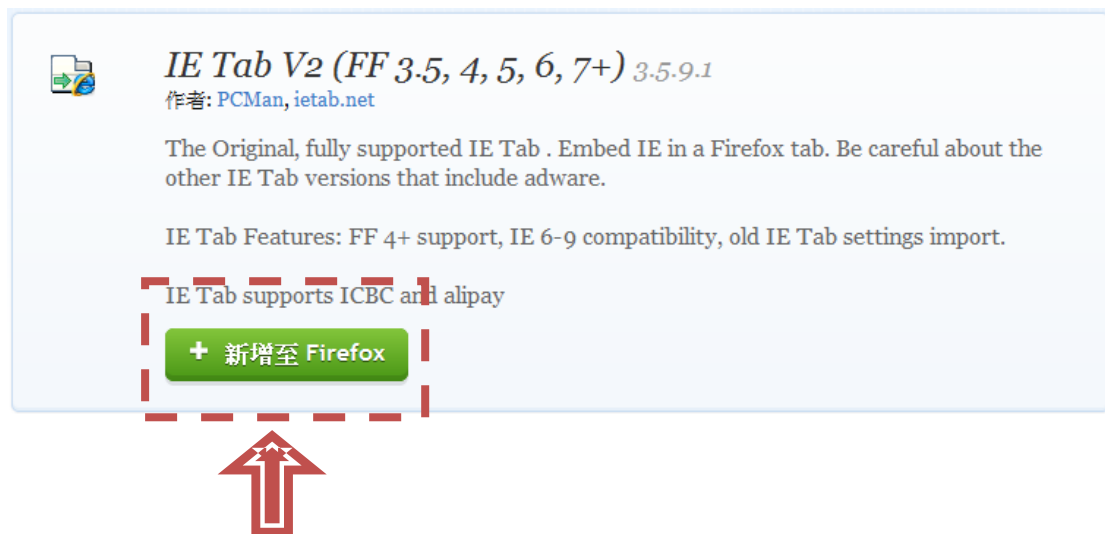 IE Tab V2 (FF 3.5, 4, 5, 6, 7+) 3.5.9.1
作者: PCMan, ietab.net
The Original, fully supported IE Tab . Embed IE in a Firefox tab. Be careful about the
other IE Tab versions that include adware.
IE Tab Features: FF 4+ support, IE 6-9 compatibility, old IE Tab settings import.
IE Tab supports ICBC and alipay
+ 新增至 Firefox